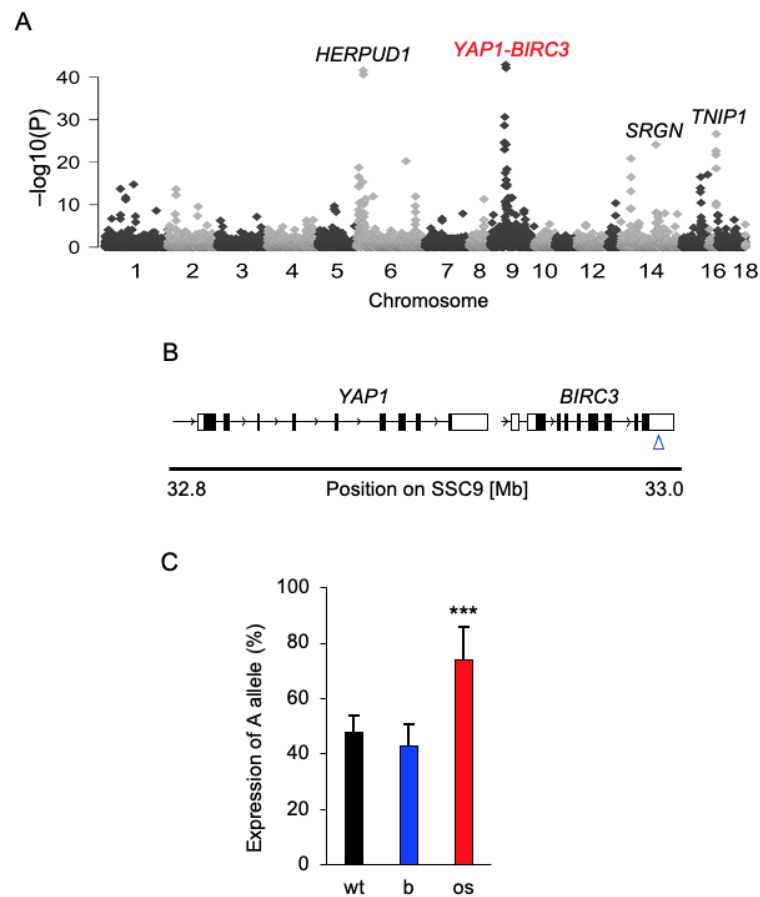 A
HERPUD1
YAP1-BIRC3
SRGN
TNIP1
–log10(P)
40
30
20
10
0
1 2 3 4 5 6 7 8 9 10 12 14 16 18
Chromosome
B
YAP1
BIRC3
32.8
Position on SSC9 [Mb]
33.0
C
Expression of A allele (%)
100
80
60
40
20
0
***
wt b os